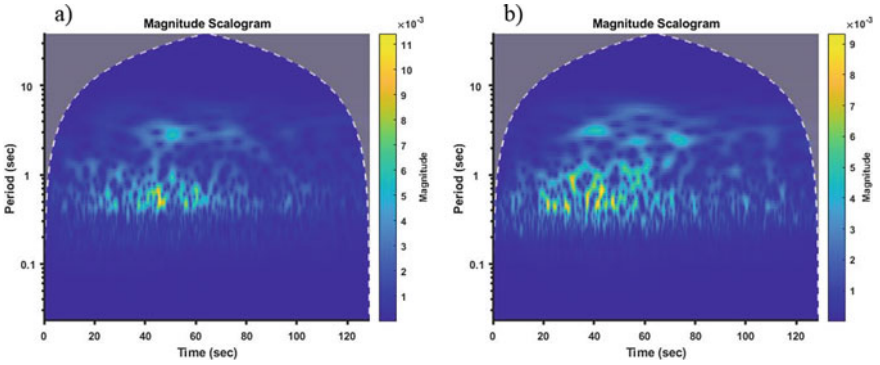 a)
Magnitude Scalogram
×10⁻³
11
10
9
8
7
6
5
4
3
2
1
Magnitude
10
1
0.1
Period (sec)
0 20 40 60 80 100 120
Time (sec)
b)
Magnitude Scalogram
×10⁻³
9
8
7
6
5
4
3
2
1
Magnitude
10
1
0.1
Period (sec)
0 20 40 60 80 100 120
Time (sec)